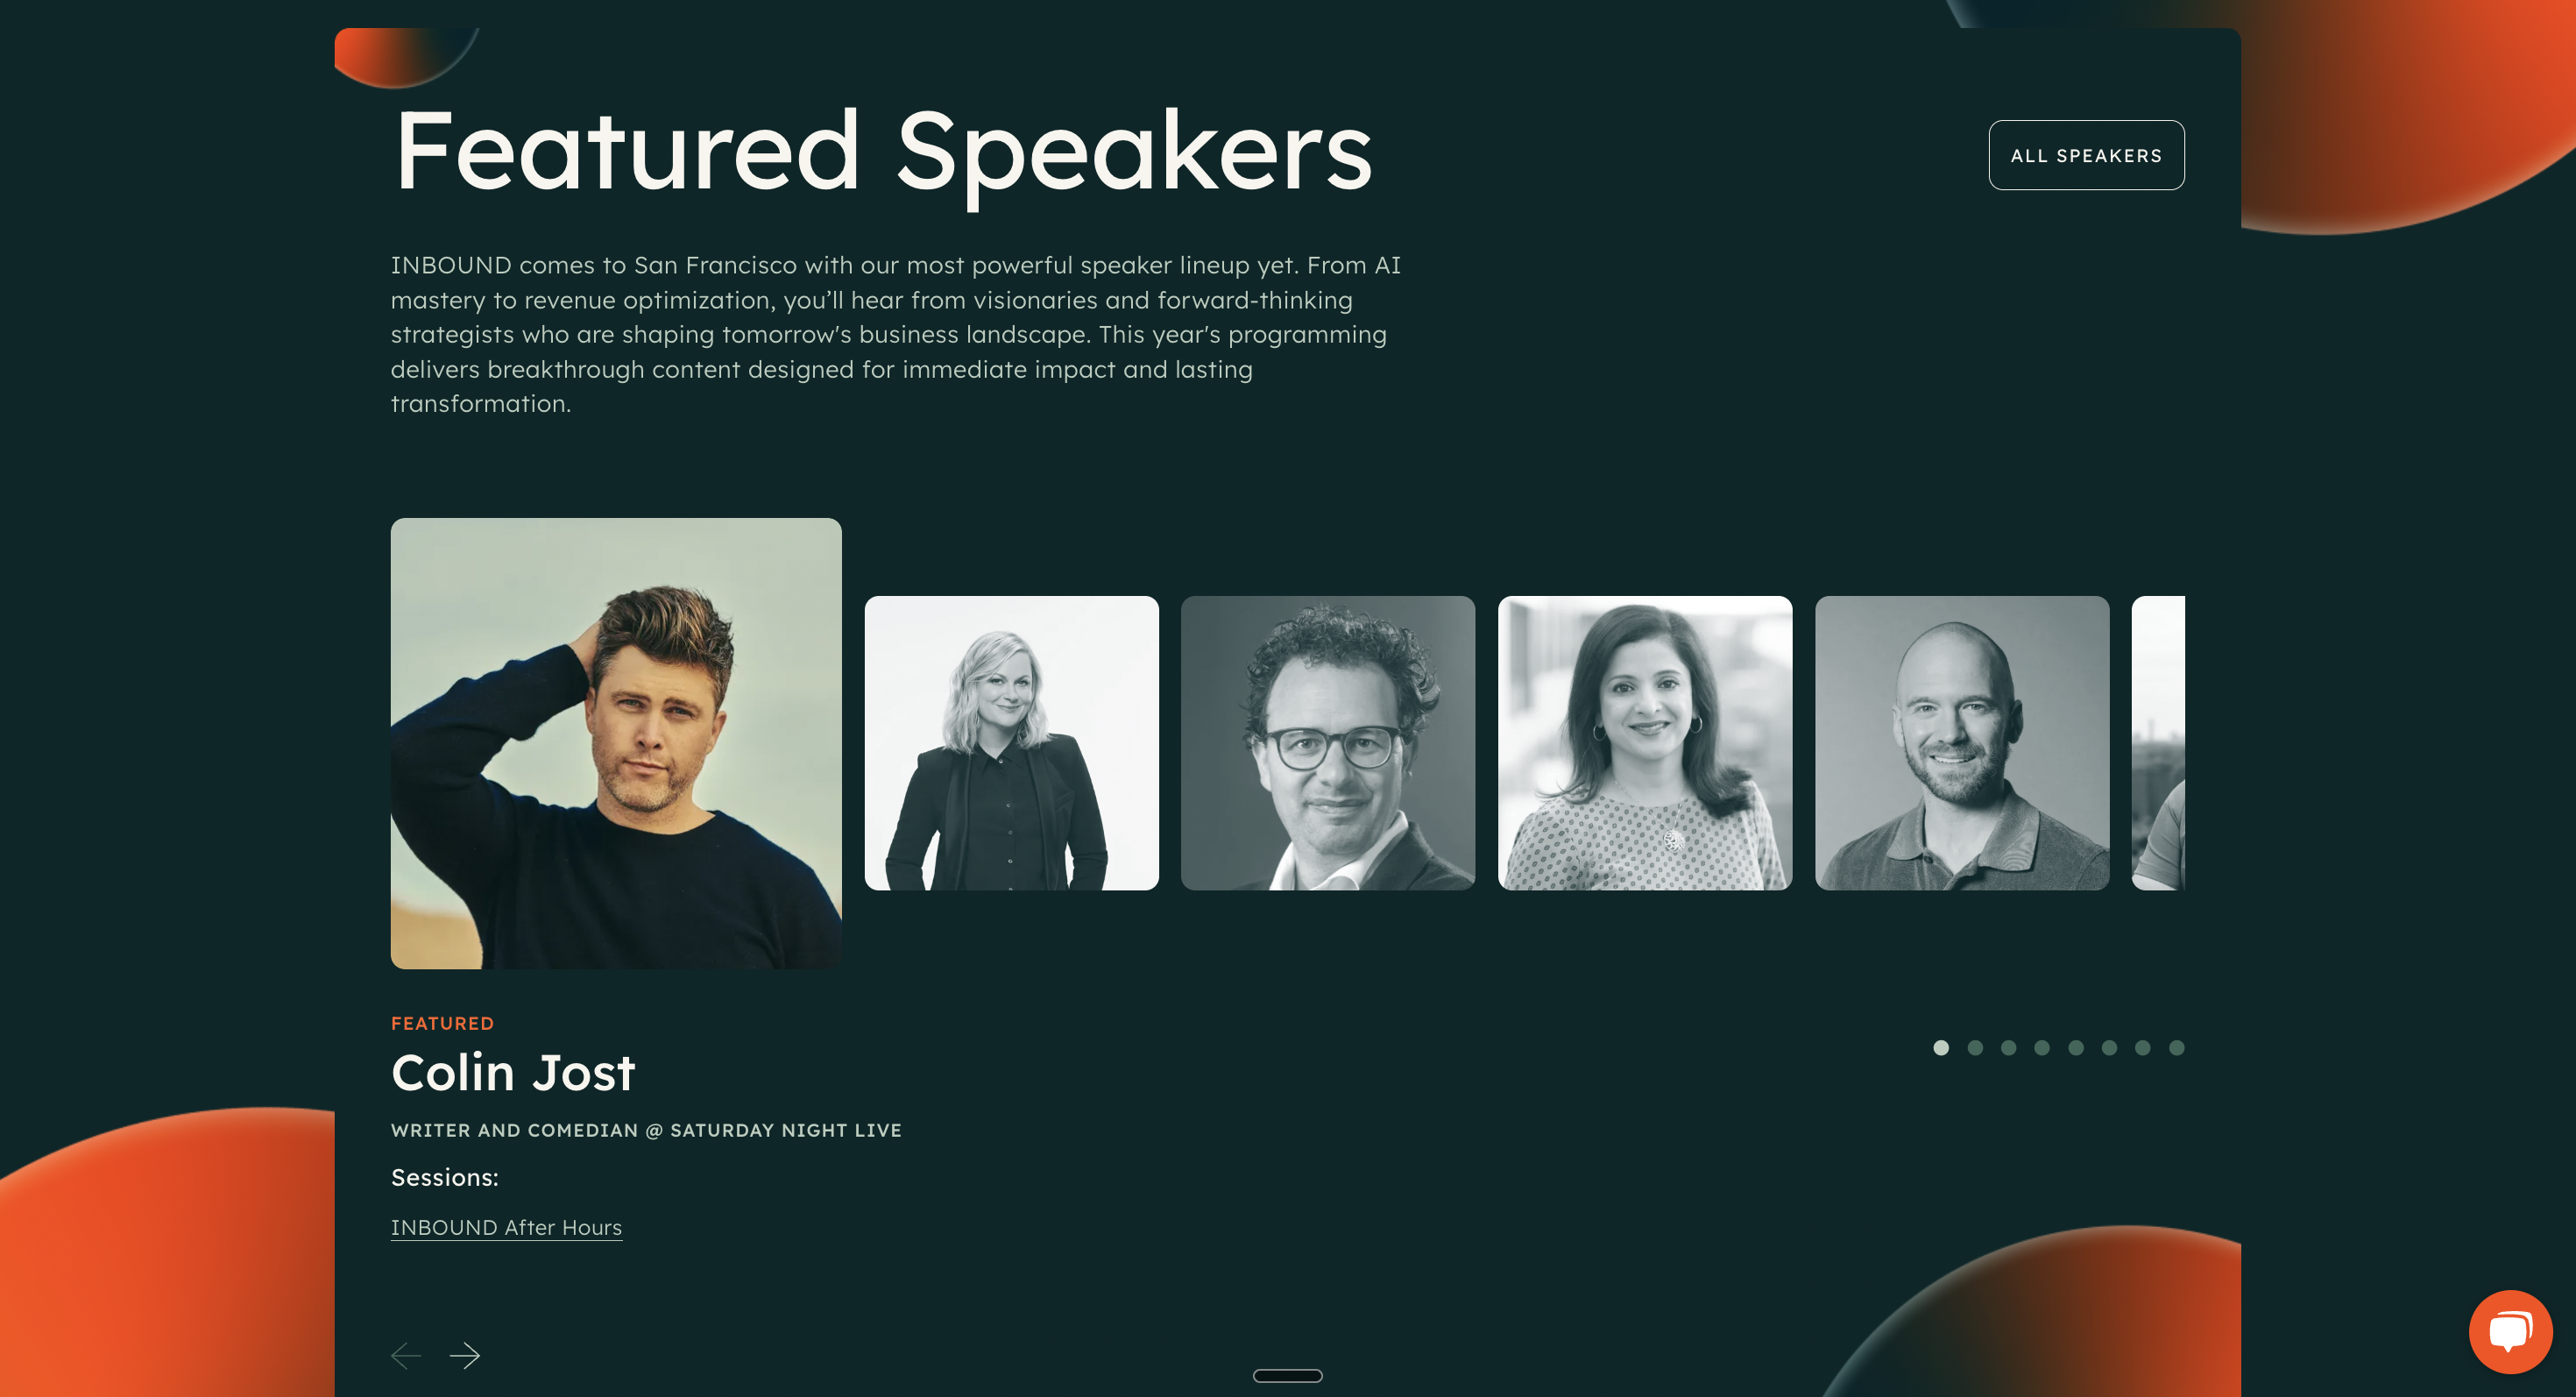 Featured Speakers
ALL SPEAKERS
INBOUND comes to San Francisco with our most powerful speaker lineup yet. From AI
mastery to revenue optimization, you’ll hear from visionaries and forward-thinking
strategists who are shaping tomorrow's business landscape. This year's programming
delivers breakthrough content designed for immediate impact and lasting
transformation.
FEATURED
Colin Jost
WRITER AND COMEDIAN @ SATURDAY NIGHT LIVE
Sessions:
INBOUND After Hours